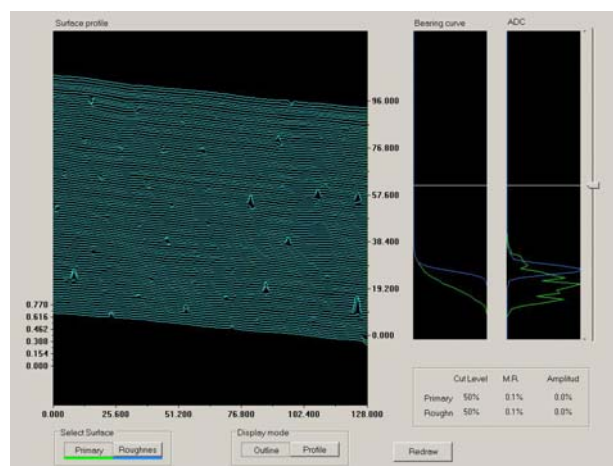 Surface profile
Bearing curve
ADC
96.000
76.800
57.600
38.400
19.200
0.000
0.770
0.616
0.462
0.308
0.154
0.000
0.000 25.600 51.200 76.800 102.400 128.000
Cut Level M.R. Amplitud
Primary 50% 0.1% 0.0%
Roughn 50% 0.1% 0.0%
Select Surface
Primary Roughnes
Display mode
Outline Profile
Redraw